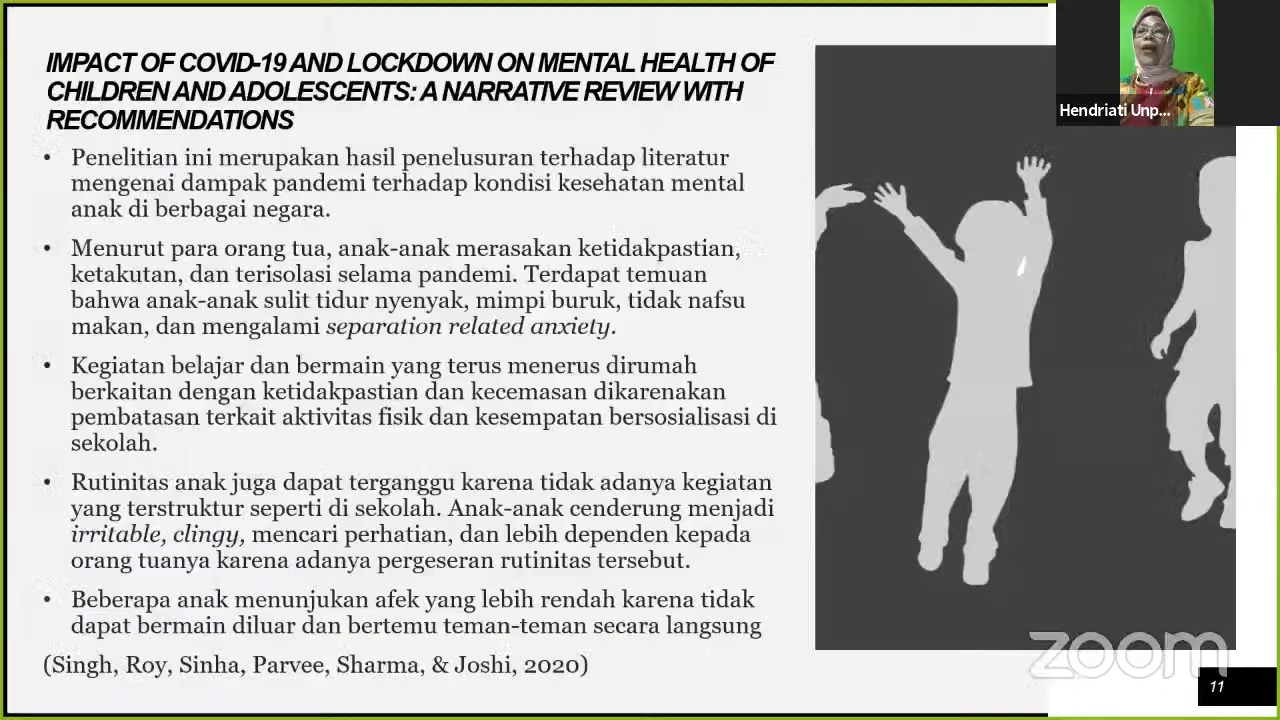 IMPACT OF COVID-19 AND LOCKDOWN ON MENTAL HEALTH OF
CHILDREN AND ADOLESCENTS: A NARRATIVE REVIEW WITH
RECOMMENDATIONS
• Penelitian ini merupakan hasil penelusuran terhadap literatur
mengenai dampak pandemi terhadap kondisi kesehatan mental
anak di berbagai negara.
• Menurut para orang tua, anak-anak merasakan ketidakpastian,
ketakutan, dan terisolasi selama pandemi. Terdapat temuan
bahwa anak-anak sulit tidur nyenyak, mimpi buruk, tidak nafsu
makan, dan mengalami separation related anxiety.
• Kegiatan belajar dan bermain yang terus menerus dirumah
berkaitan dengan ketidakpastian dan kecemasan dikarenakan
pembatasan terkait aktivitas fisik dan kesempatan bersosialisasi di
sekolah.
• Rutinitas anak juga dapat terganggu karena tidak adanya kegiatan
yang terstruktur seperti di sekolah. Anak-anak cenderung menjadi
irritable, clingy, mencari perhatian, dan lebih dependen kepada
orang tuanya karena adanya pergeseran rutinitas tersebut.
• Beberapa anak menunjukan afek yang lebih rendah karena tidak
dapat bermain diluar dan bertemu teman-teman secara langsung
(Singh, Roy, Sinha, Parvee, Sharma, & Joshi, 2020)
Hendriati Unp...
zoom
11